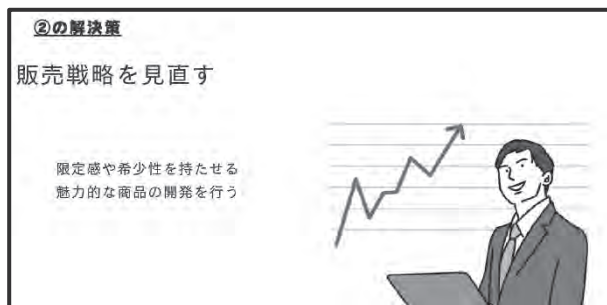 ②の解決策
販売戦略を見直す
限定感や希少性を持たせる
魅力的な商品の開発を行う